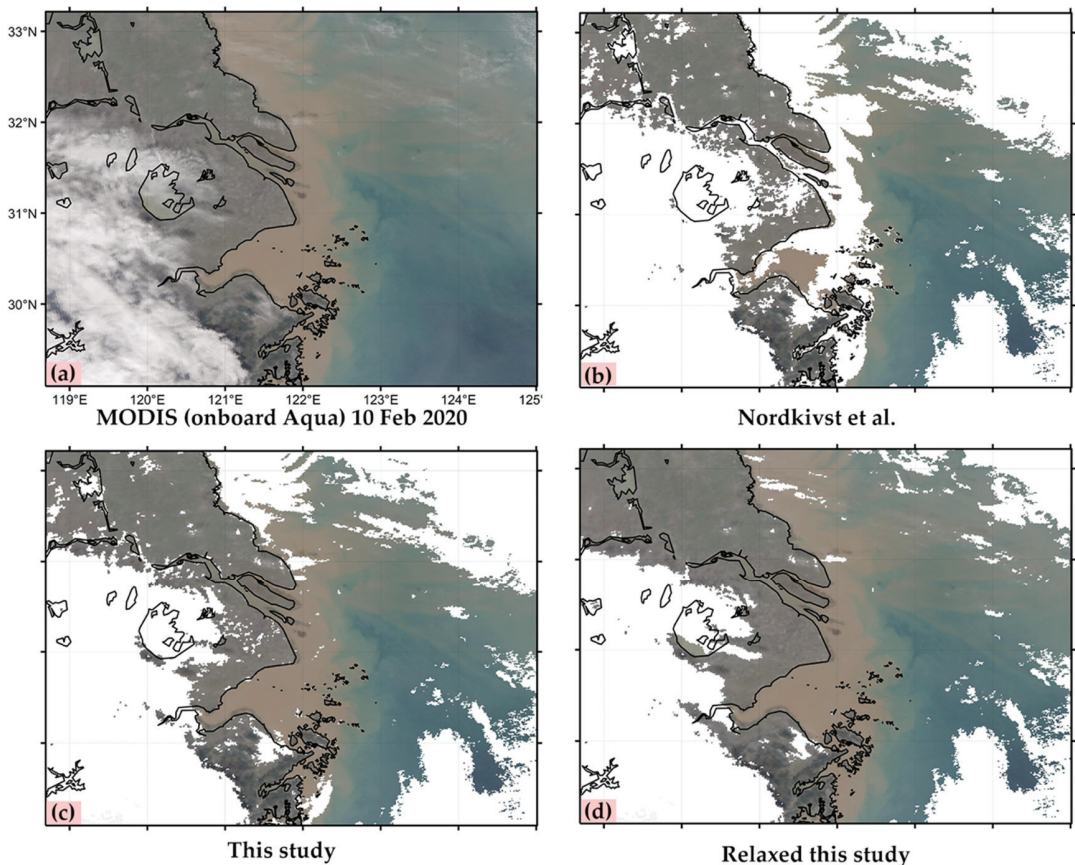 33°N
32°N
31°N
30°N
(a)
(b)
119°E 120°E 121°E 122°E 123°E 124°E 125°
MODIS (onboard Aqua) 10 Feb 2020
Nordkivst et al.
(c)
(d)
This study
Relaxed this study